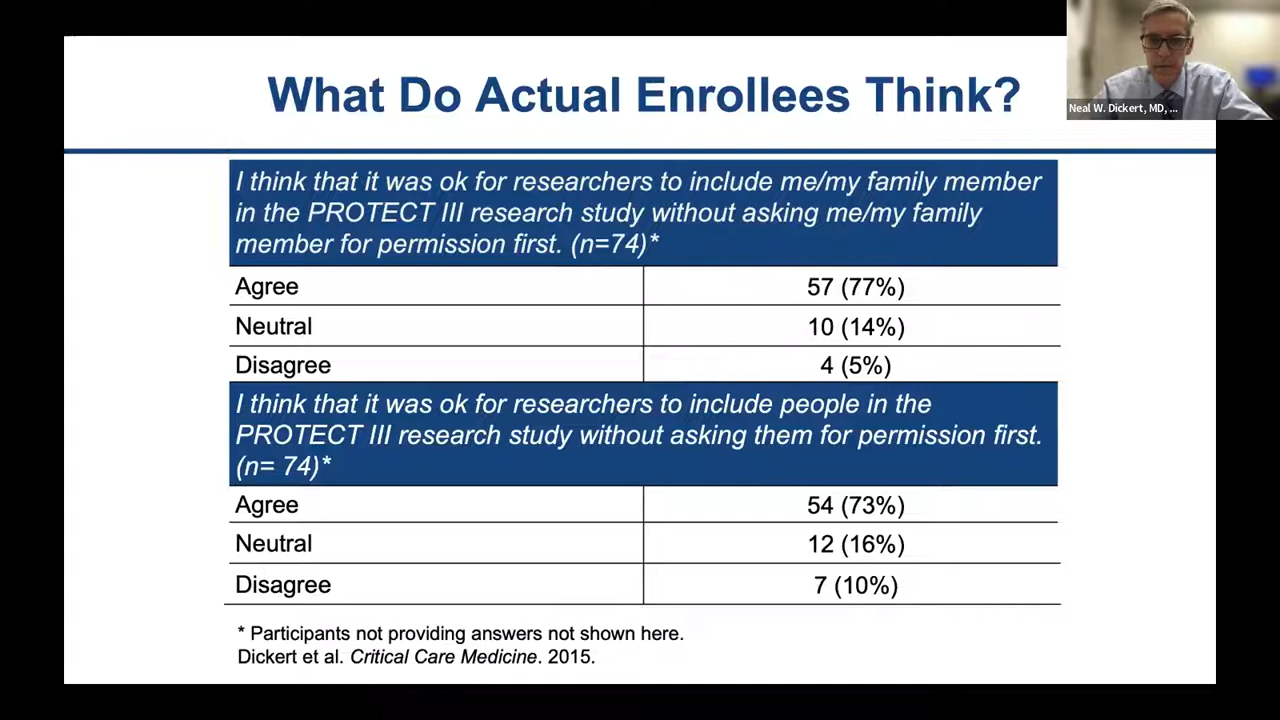 What Do Actual Enrollees Think?
Neal W. Dickert, MD, ...
I think that it was ok for researchers to include me/my family member
in the PROTECT III research study without asking me/my family
member for permission first. (n=74)*
Agree 57 (77%)
Neutral 10 (14%)
Disagree 4 (5%)
I think that it was ok for researchers to include people in the
PROTECT III research study without asking them for permission first.
(n= 74)*
Agree 54 (73%)
Neutral 12 (16%)
Disagree 7 (10%)
* Participants not providing answers not shown here.
Dickert et al. Critical Care Medicine. 2015.